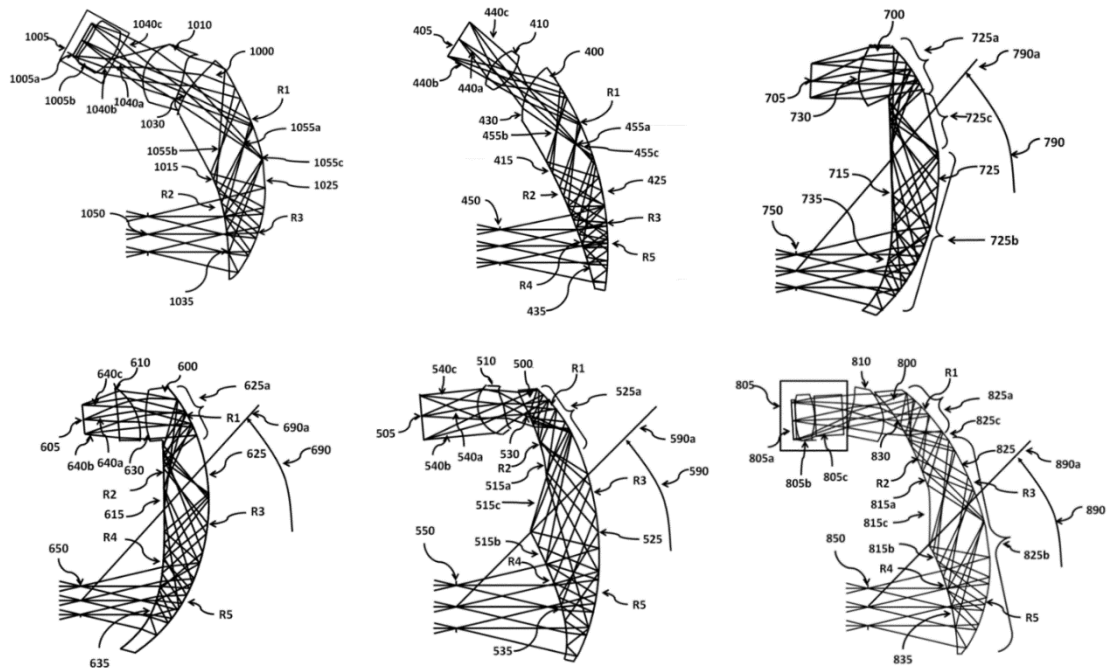 1005
1040c
1010
1000
1005a
1005b
1040b
1040a
1030
R1
1055a
1055b
1055c
1015
1025
R2
1050
R3
1035
405
440c
410
400
440b
440a
R1
430
455a
455b
455c
415
R2
425
450
R3
R5
R4
435
700
725a
790a
705
730
725c
790
715
725
735
750
725b
640c
610
600
625a
R1
690a
605
640b
640a
630
625
690
R2
615
R3
R4
650
R5
635
540c
510
500
R1
525a
505
590a
540b
540a
530
R2
515a
R3
590
515c
550
515b
525
R4
R5
535
805
810
800
R1
825a
825c
805a
805b
805c
830
825
890a
R2
815a
R3
815c
890
850
815b
825b
R4
R5
835